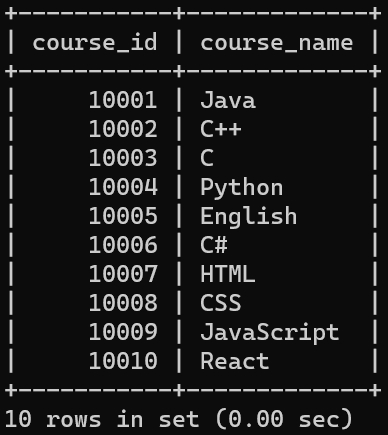 +-----------+-------------+
| course_id | course_name |
+-----------+-------------+
|     10001 | Java        |
|     10002 | C++         |
|     10003 | C           |
|     10004 | Python      |
|     10005 | English     |
|     10006 | C#          |
|     10007 | HTML        |
|     10008 | CSS         |
|     10009 | JavaScript  |
|     10010 | React       |
+-----------+-------------+
10 rows in set (0.00 sec)